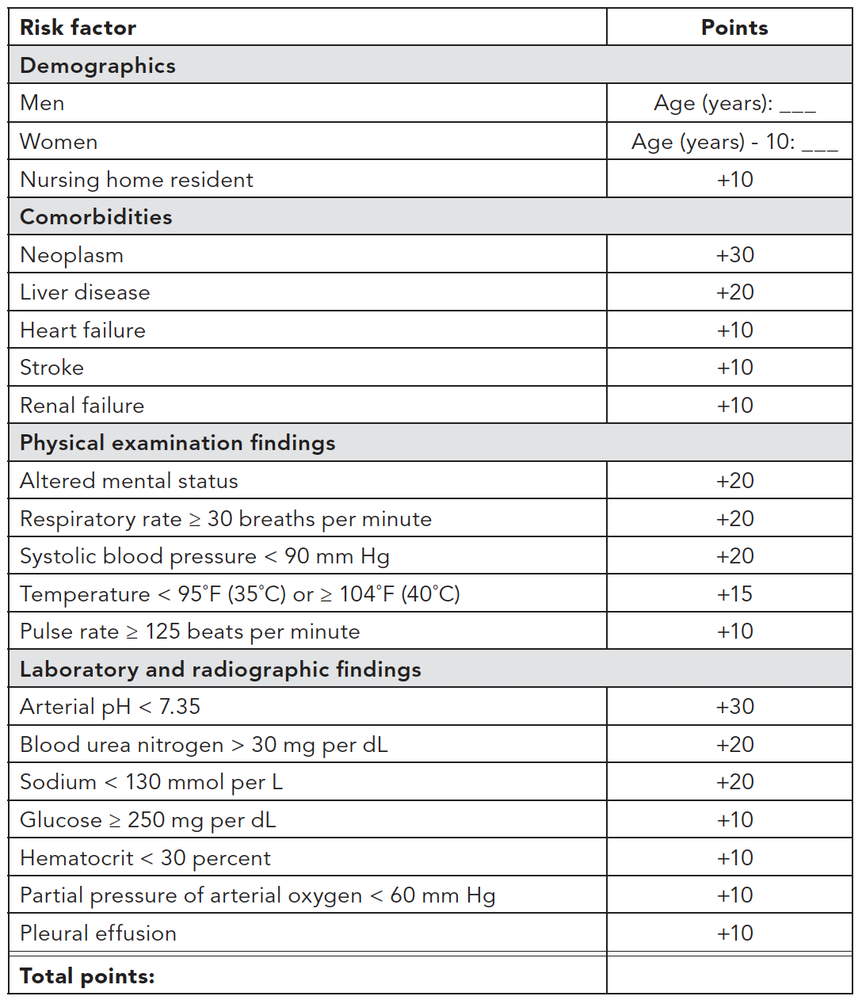 Risk factor Points
Demographics
Men Age (years): ___
Women Age (years) - 10: ___
Nursing home resident +10
Comorbidities
Neoplasm +30
Liver disease +20
Heart failure +10
Stroke +10
Renal failure +10
Physical examination findings
Altered mental status +20
Respiratory rate ≥ 30 breaths per minute +20
Systolic blood pressure < 90 mm Hg +20
Temperature < 95°F (35°C) or ≥ 104°F (40°C) +15
Pulse rate ≥ 125 beats per minute +10
Laboratory and radiographic findings
Arterial pH < 7.35 +30
Blood urea nitrogen > 30 mg per dL +20
Sodium < 130 mmol per L +20
Glucose ≥ 250 mg per dL +10
Hematocrit < 30 percent +10
Partial pressure of arterial oxygen < 60 mm Hg +10
Pleural effusion +10
Total points: